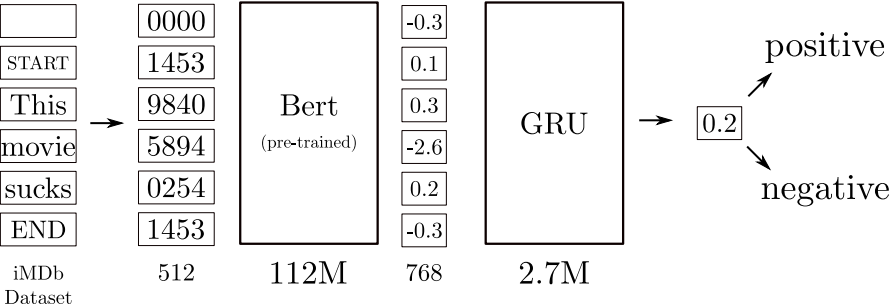 START
This
movie
sucks
END
iMDb
Dataset
0000
1453
9840
5894
0254
1453
512
Bert
(pre-trained)
112M
-0.3
0.1
0.3
-2.6
0.2
-0.3
768
GRU
2.7M
0.2
positive
negative